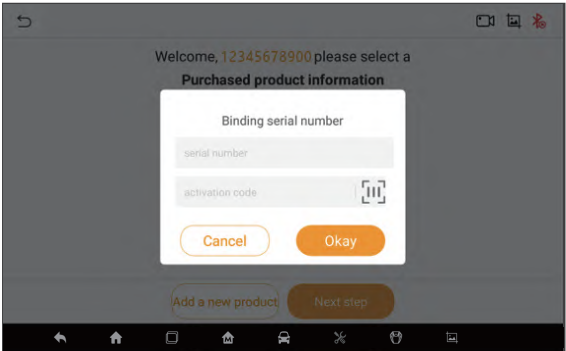 Welcome, 12345678900 please select a
Purchased product information
Binding serial number
serial number
activation code
Cancel
Okay
Add a new product
Next step